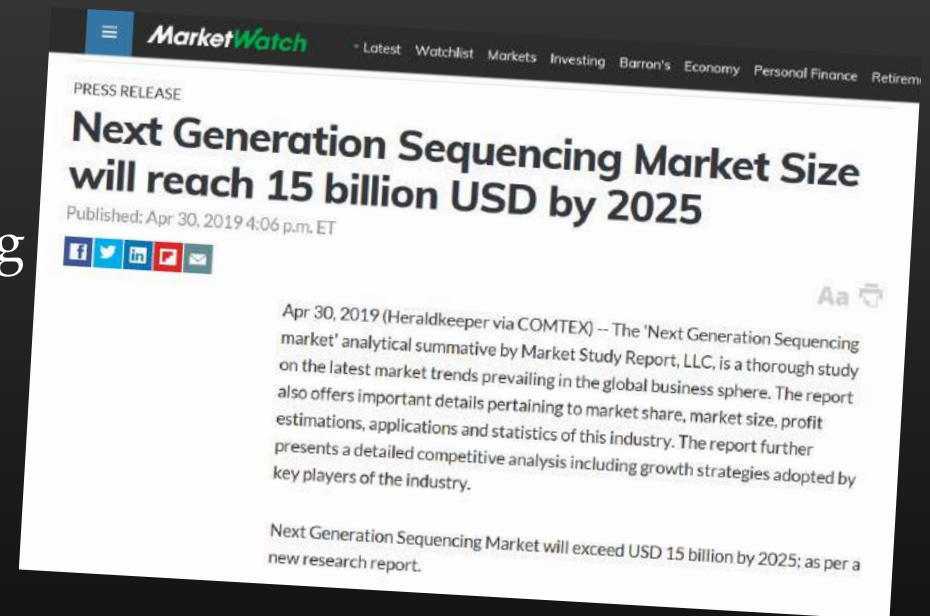 MarketWatch
Latest Watchlist Markets Investing Barron's Economy Personal Finance
PRESS RELEASE
Next Generation Sequencing Market Size
will reach 15 billion USD by 2025
Published: Apr 30, 2019 4:06 p.m. ET
Aa
Apr 30, 2019 (Heraldkeeper via COMTEX) -- The 'Next Generation Sequencing
market' analytical summative by Market Study Report, LLC, is a thorough study
on the latest market trends prevailing in the global business sphere. The report
also offers important details pertaining to market share, market size, profit
estimations, applications and statistics of this industry. The report further
presents a detailed competitive analysis including growth strategies adopted by
key players of the industry.
Next Generation Sequencing Market will exceed USD 15 billion by 2025; as per a
new research report.